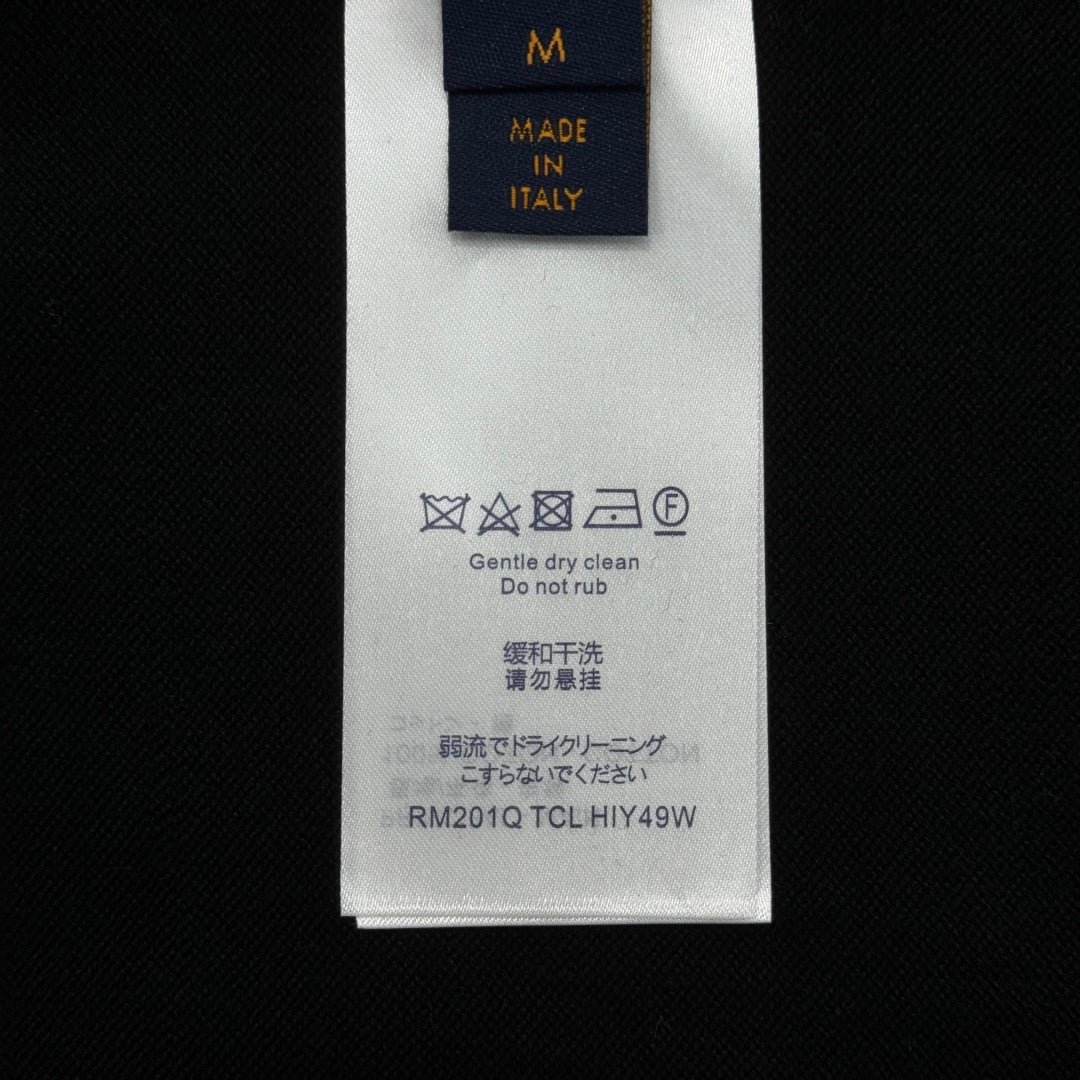 M
MADE
IN
ITALY
F
Gentle dry clean
Do not rub
缓和干洗
请勿悬挂
弱流でドライクリーニング
こすらないでください
RM201Q TCL HIY49W